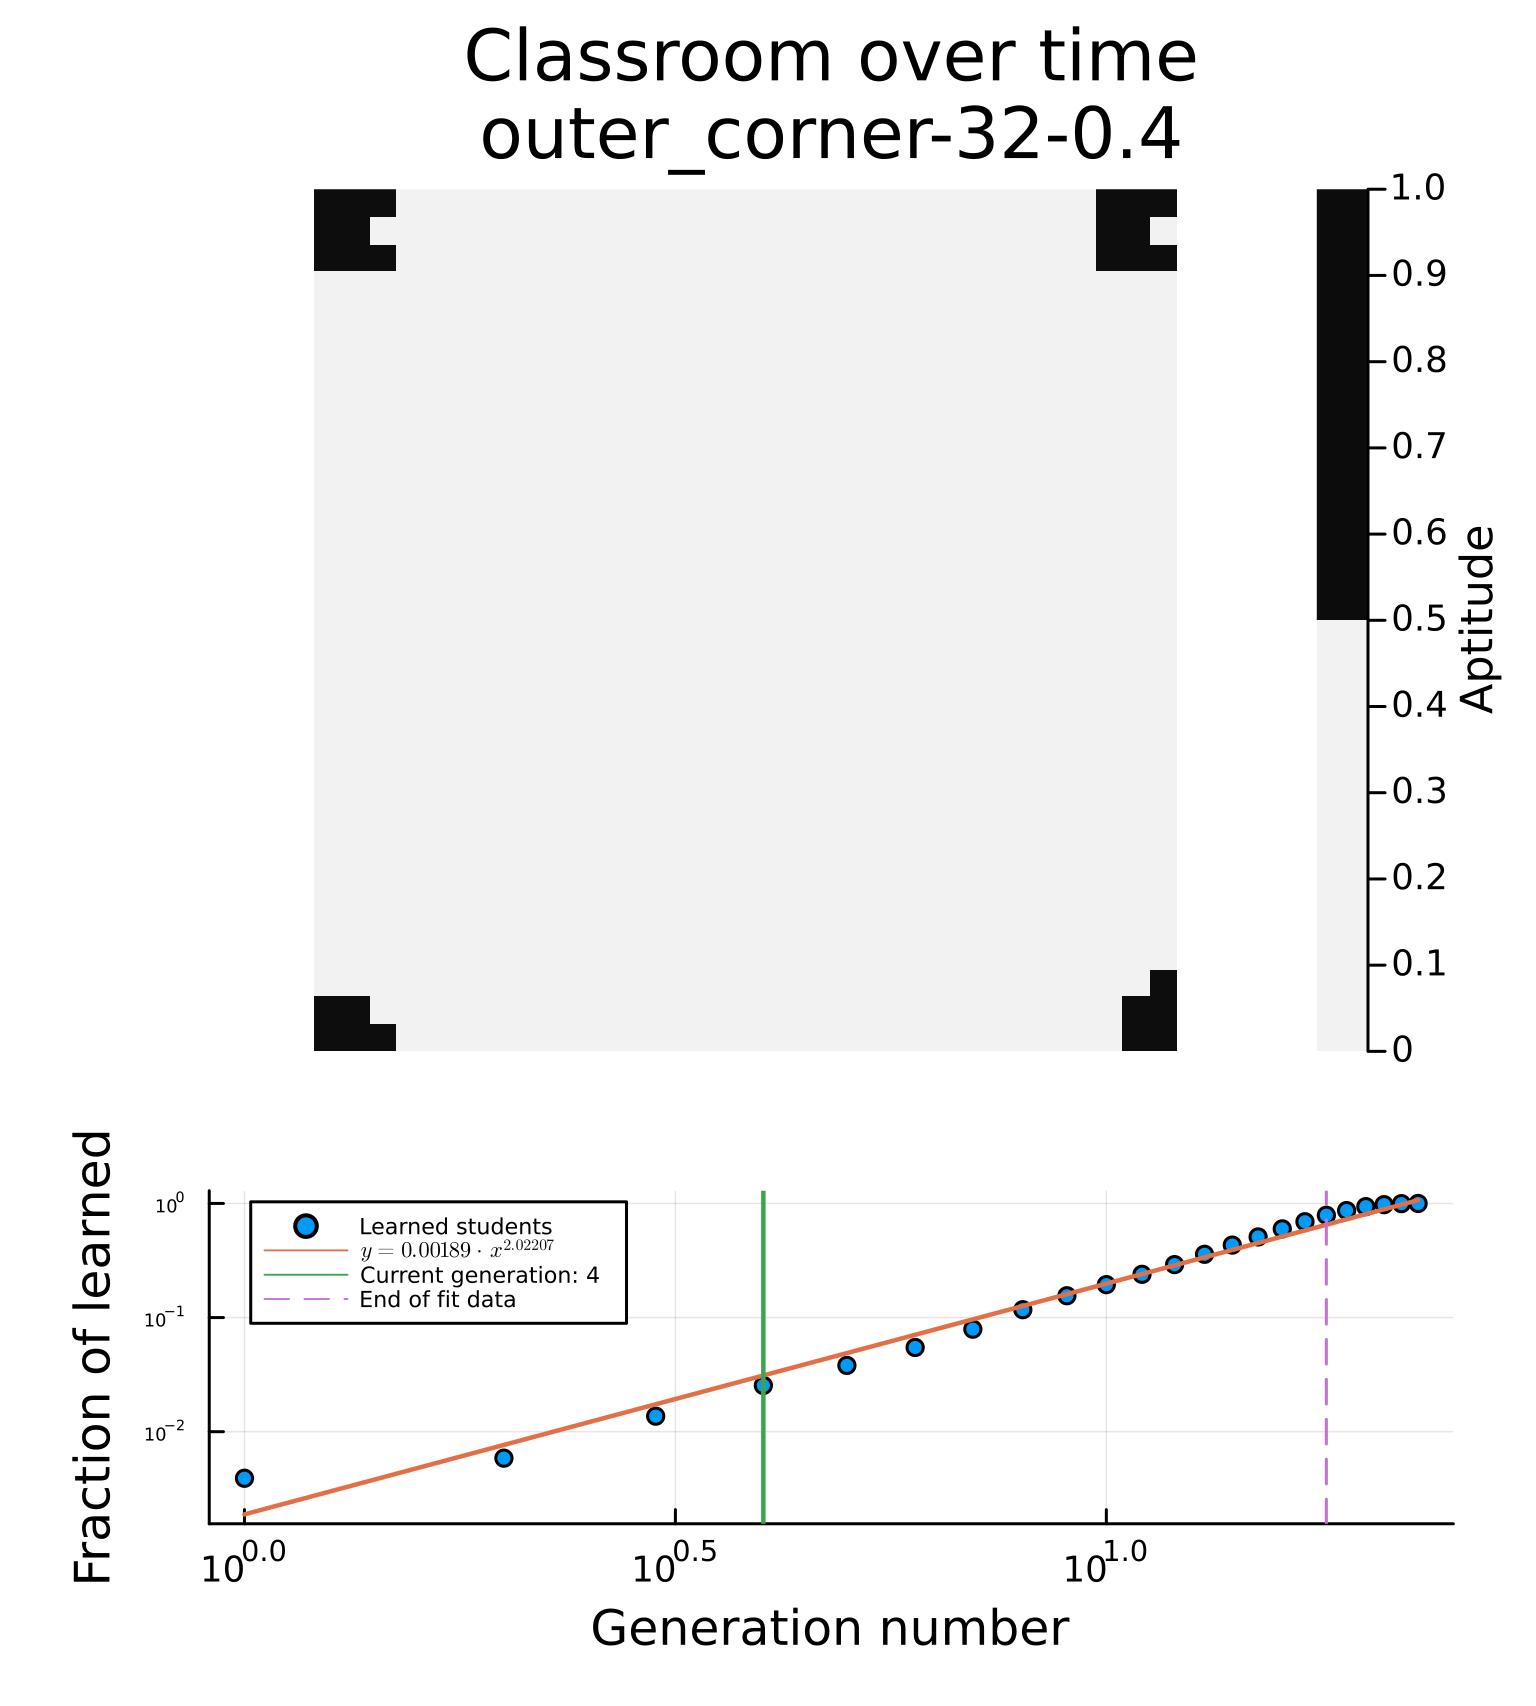 Classroom over time
outer_corner-32-0.4
1.0
0.9
0.8
0.7
0.6
0.5
0.4
0.3
0.2
0.1
0
Aptitude
Fraction of learned
10⁰
10⁻¹
10⁻²
Learned students
y = 0.00189 · x^2.02207
Current generation: 4
End of fit data
10^0.0
10^0.5
10^1.0
Generation number